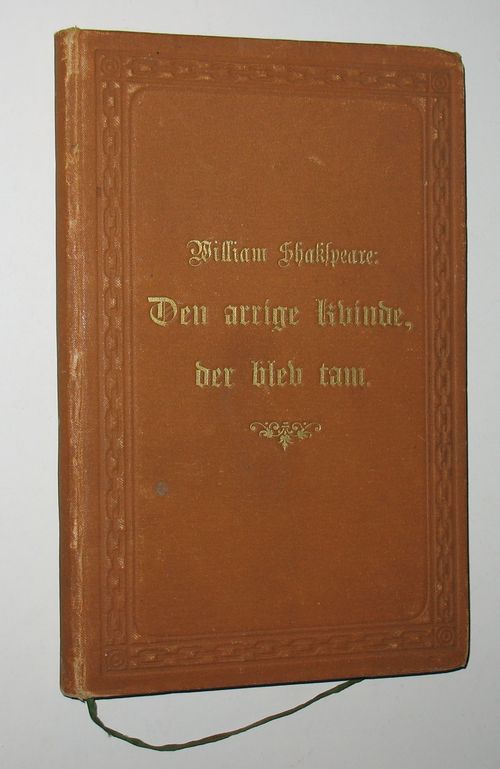 William Shakspeare:
Den arrige Kvinde,
der blev tam.